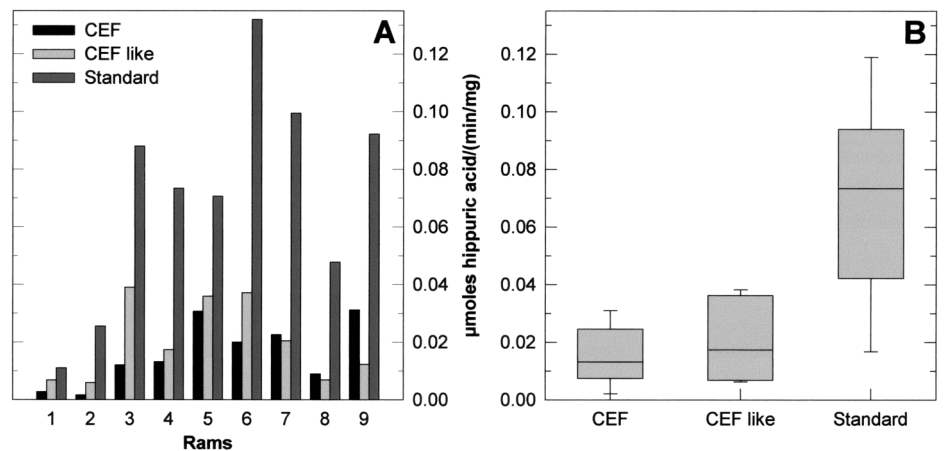 A
CEF
CEF like
Standard
0.12
0.10
0.08
0.06
0.04
0.02
0.00
1 2 3 4 5 6 7 8 9
Rams
µmoles hippuric acid/(min/mg)
B
0.12
0.10
0.08
0.06
0.04
0.02
0.00
CEF CEF like Standard